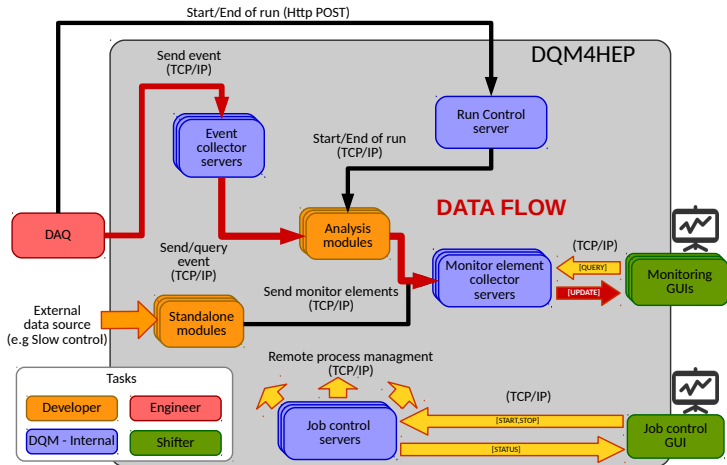 Start/End of run (Http POST)
DQM4HEP
Send event
(TCP/IP)
Run Control
server
Event
collector
servers
Start/End of run
(TCP/IP)
DATA FLOW
DAQ
Analysis
modules
Send/query
event
(TCP/IP)
(TCP/IP)
[QUERY]
[UPDATE]
Monitor element
collector
servers
Monitoring
GUIs
Send monitor elements
(TCP/IP)
External
data source
(e.g Slow control)
Standalone
modules
Remote process managment
(TCP/IP)
Tasks
Developer
Engineer
DQM - Internal
Shifter
Job control
servers
(TCP/IP)
[START,STOP]
[STATUS]
Job control
GUI